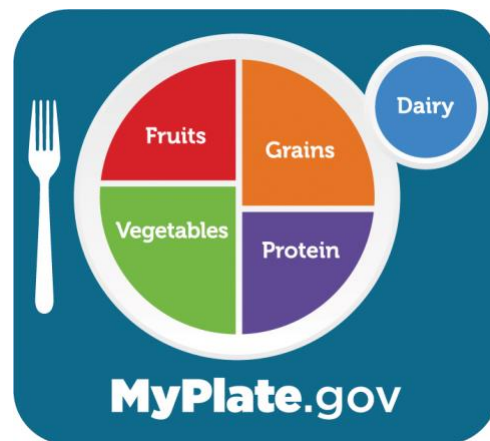 Dairy
Fruits
Grains
Vegetables
Protein
MyPlate.gov